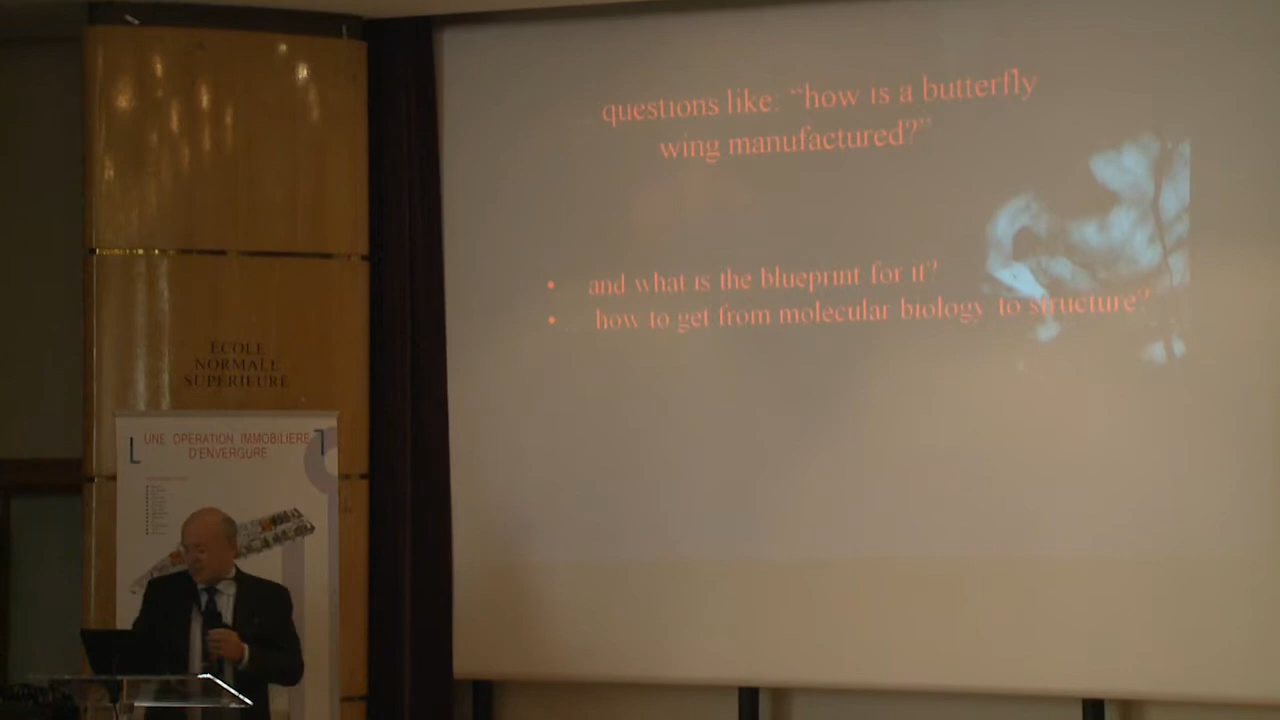 questions like: "how is a butterfly
wing manufactured?"
• and what is the blueprint for it?
• how to get from molecular biology to structure?
ÉCOLE
NORMALE
SUPÉRIEURE
UNE OPERATION IMMOBILIERE
D'ENVERGURE